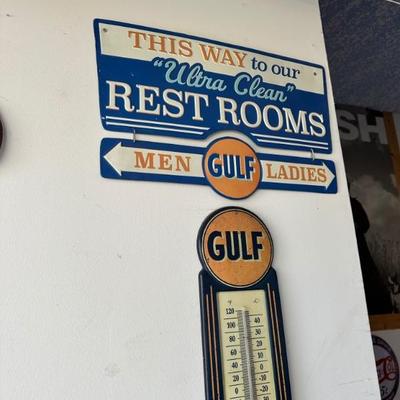 THIS WAY to our
"Ultra Clean"
REST ROOMS
MEN GULF LADIES
GULF
120 40
100 30
80 20
60 10
40 0
20 -10
0 -20
SH